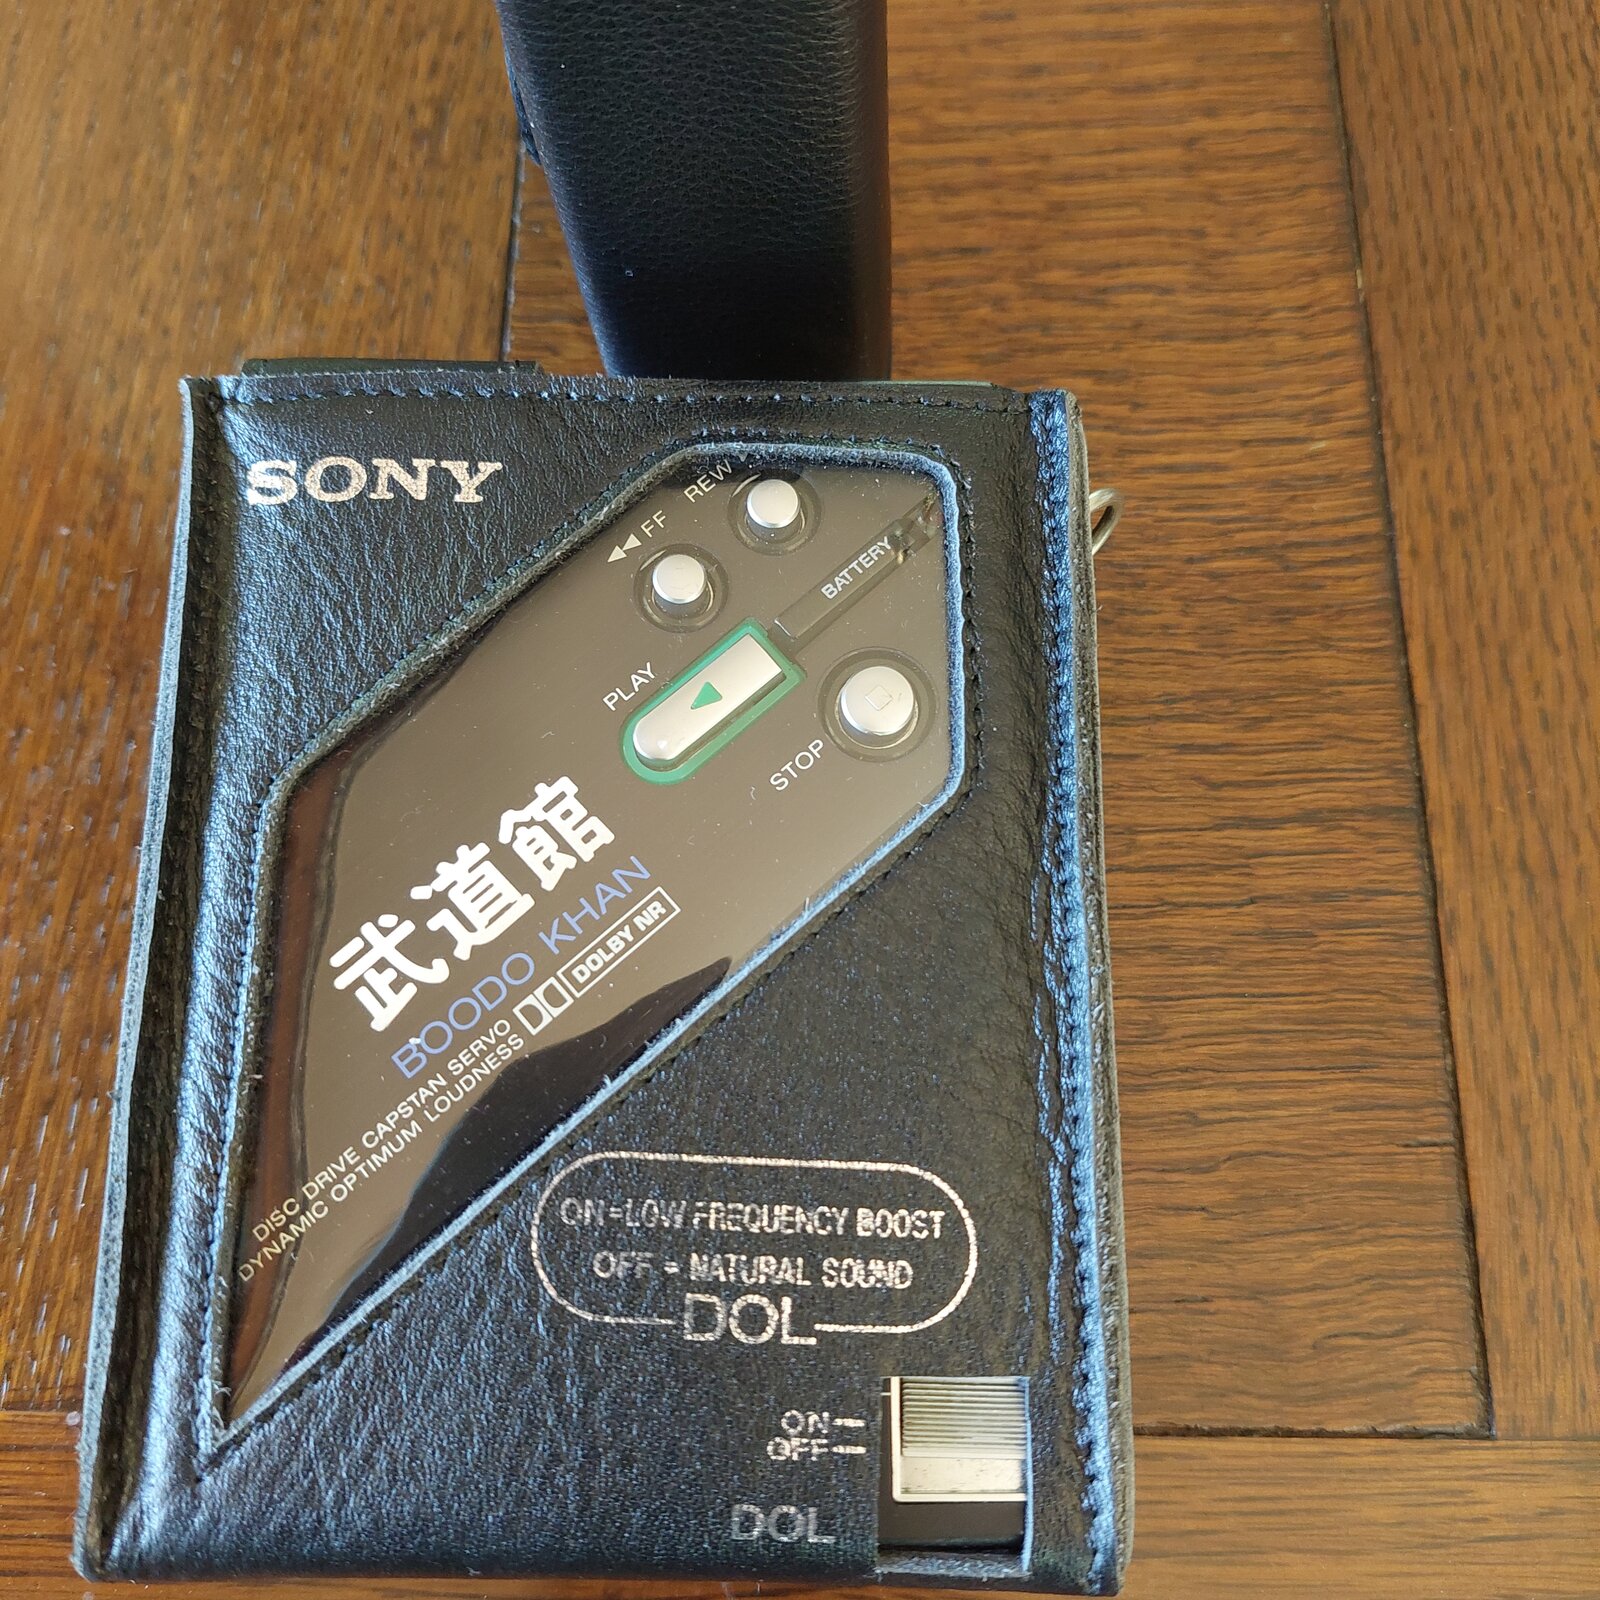 SONY
REW
◀◀ FF
BATTERY
PLAY
STOP
武道館
BOODO KHAN
DOLBY NR
DISC DRIVE CAPSTAN SERVO
DYNAMIC OPTIMUM LOUDNESS
ON=LOW FREQUENCY BOOST
OFF = NATURAL SOUND
DOL
ON
OFF
DOL